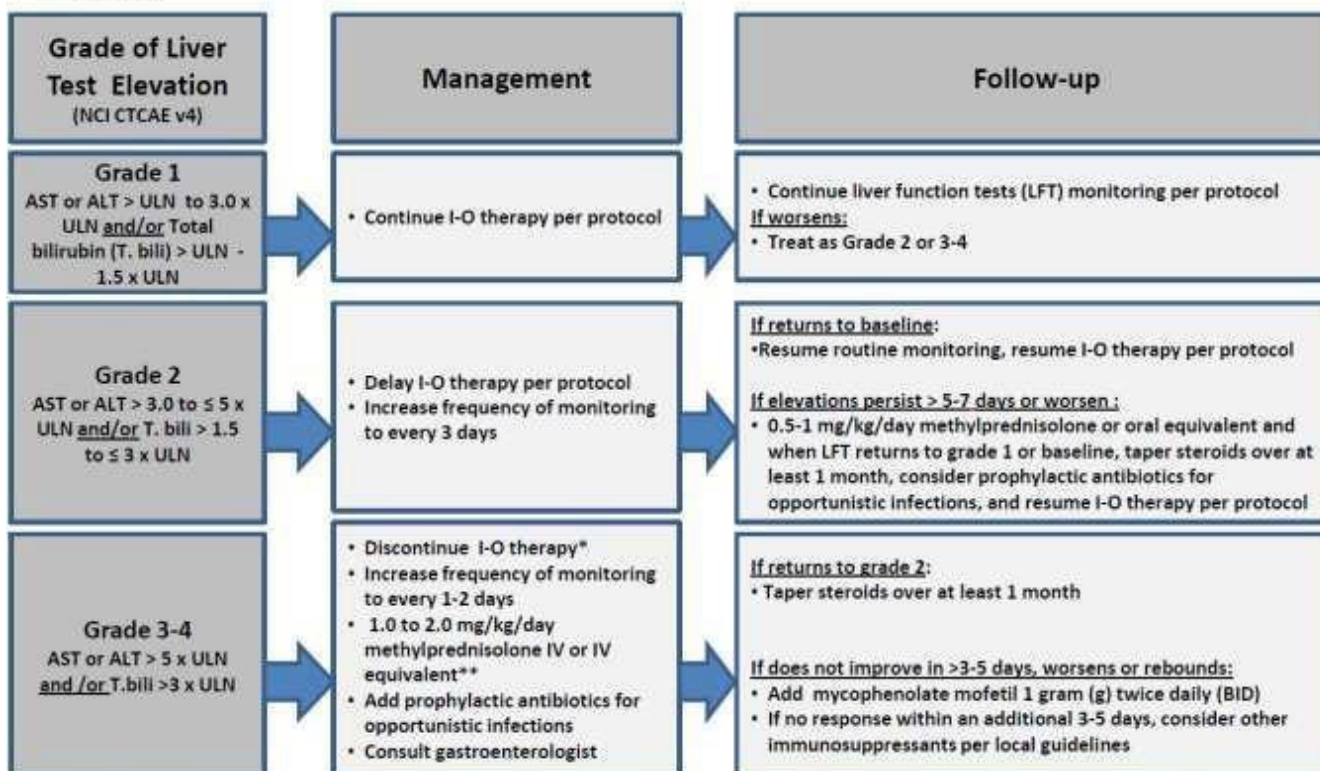 Grade of Liver
Test Elevation
(NCI CTCAE v4)
Management
Follow-up
Grade 1
AST or ALT > ULN to 3.0 x
ULN and/or Total
bilirubin (T. bili) > ULN -
1.5 x ULN
• Continue I-O therapy per protocol
• Continue liver function tests (LFT) monitoring per protocol
If worsens:
• Treat as Grade 2 or 3-4
Grade 2
AST or ALT > 3.0 to ≤ 5 x
ULN and/or T. bili > 1.5
to ≤ 3 x ULN
• Delay I-O therapy per protocol
• Increase frequency of monitoring
to every 3 days
If returns to baseline:
•Resume routine monitoring, resume I-O therapy per protocol
If elevations persist > 5-7 days or worsen :
• 0.5-1 mg/kg/day methylprednisolone or oral equivalent and
when LFT returns to grade 1 or baseline, taper steroids over at
least 1 month, consider prophylactic antibiotics for
opportunistic infections, and resume I-O therapy per protocol
Grade 3-4
AST or ALT > 5 x ULN
and /or T.bili >3 x ULN
• Discontinue I-O therapy*
• Increase frequency of monitoring
to every 1-2 days
• 1.0 to 2.0 mg/kg/day
methylprednisolone IV or IV
equivalent**
• Add prophylactic antibiotics for
opportunistic infections
• Consult gastroenterologist
If returns to grade 2:
• Taper steroids over at least 1 month
If does not improve in >3-5 days, worsens or rebounds:
• Add mycophenolate mofetil 1 gram (g) twice daily (BID)
• If no response within an additional 3-5 days, consider other
immunosuppressants per local guidelines